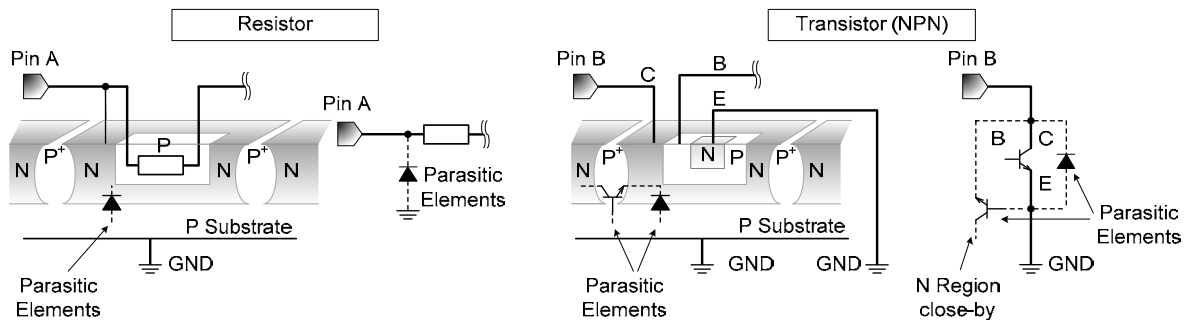 Resistor
Pin A
P
N
P+
N
P+
N
P Substrate
GND
Parasitic
Elements
Pin A
Parasitic
Elements
Transistor (NPN)
Pin B
C
B
E
N
P+
N
N
P
P+
N
P Substrate
GND
GND
Parasitic
Elements
Pin B
B
C
E
Parasitic
Elements
GND
N Region
close-by